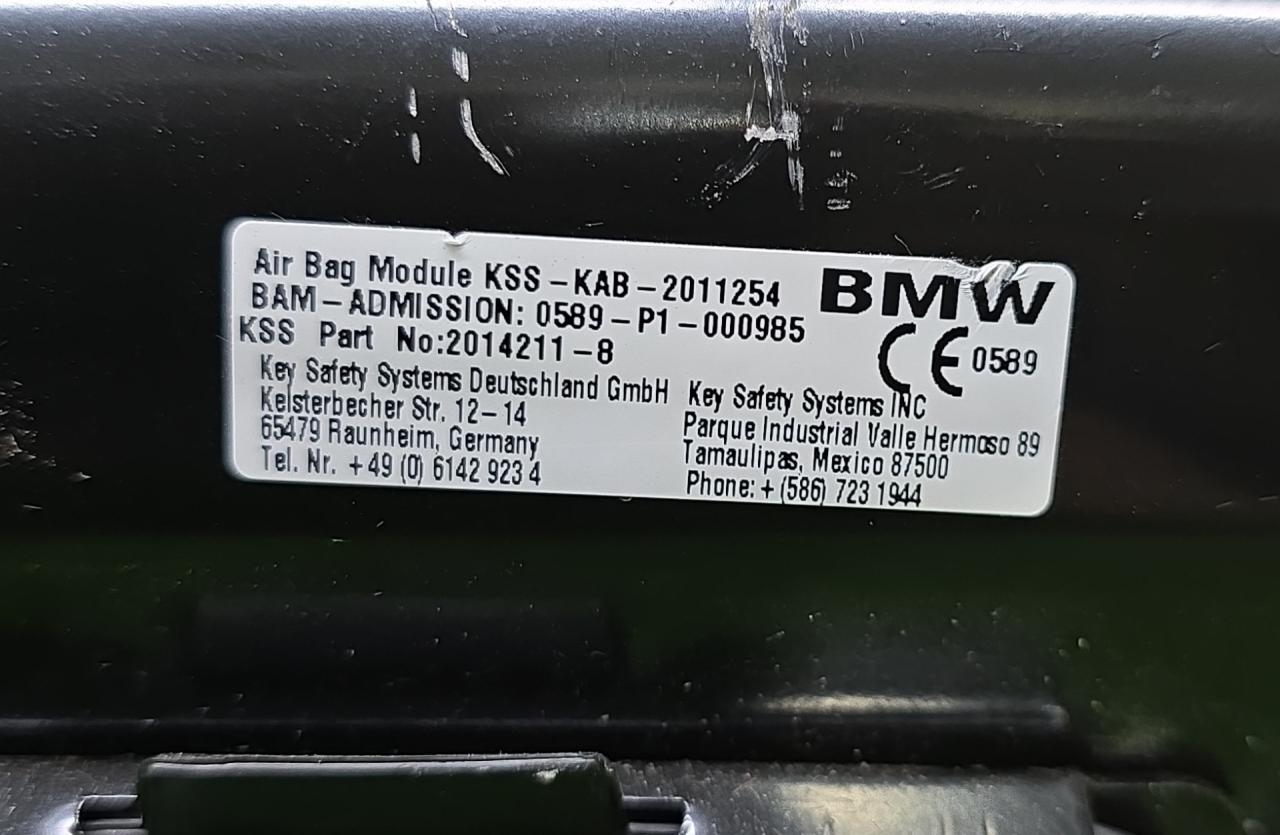 Air Bag Module KSS-KAB-2011254
BAM-ADMISSION: 0589-P1-000985
KSS Part No:2014211-8
BMW
CE 0589
Key Safety Systems Deutschland GmbH
Kelsterbecher Str. 12-14
65479 Raunheim, Germany
Tel. Nr. +49 (0) 6142 923 4
Key Safety Systems INC
Parque Industrial Valle Hermoso 89
Tamaulipas, Mexico 87500
Phone: + (586) 723 1944